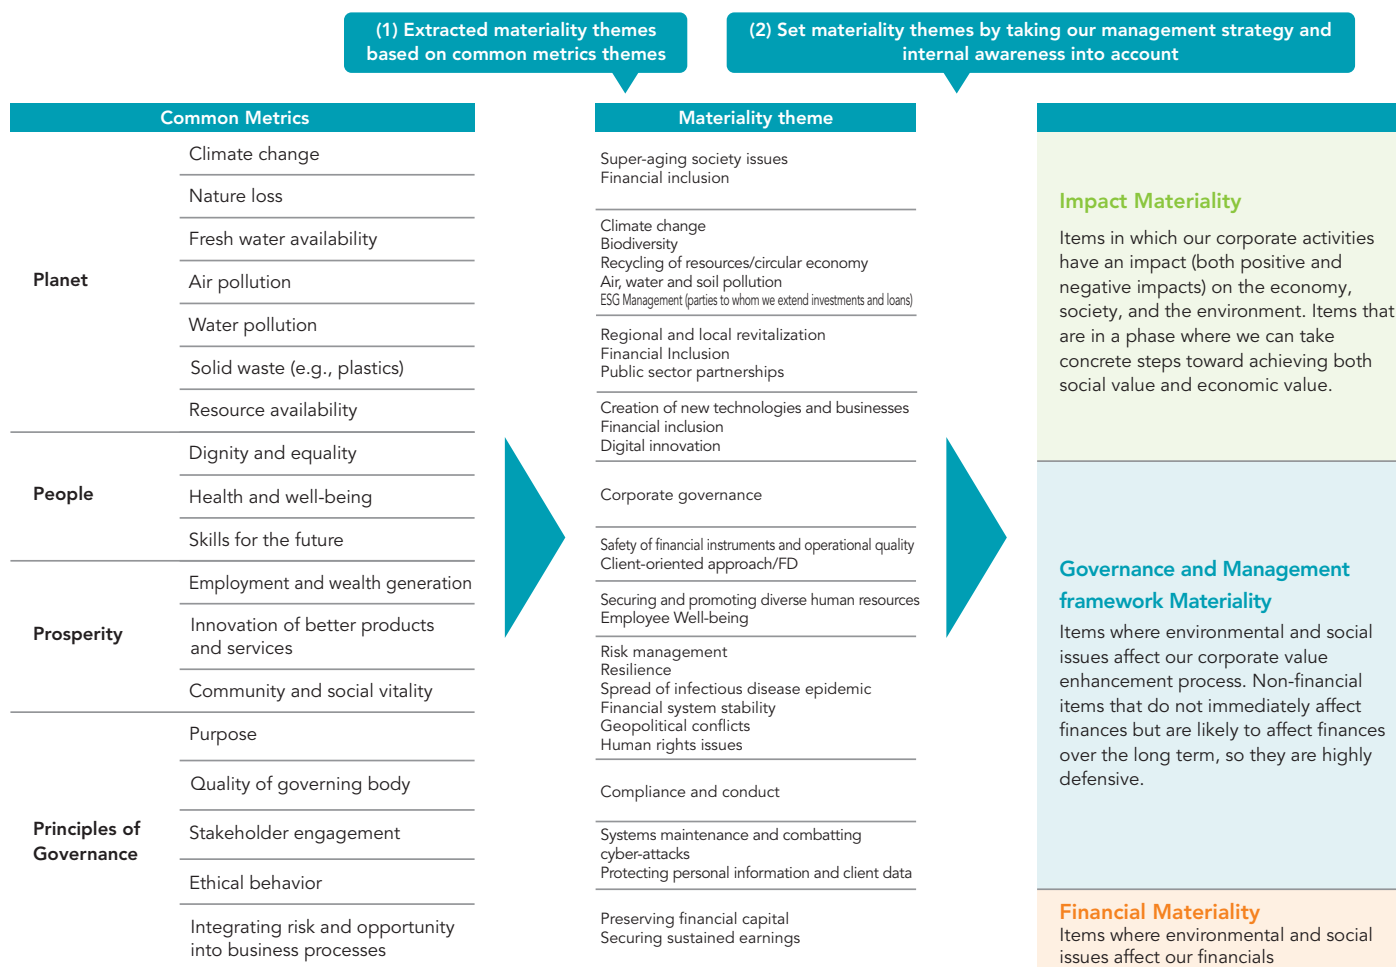 (1) Extracted materiality themes
based on common metrics themes
(2) Set materiality themes by taking our management strategy and
internal awareness into account
Common Metrics
Planet
Climate change
Nature loss
Fresh water availability
Air pollution
Water pollution
Solid waste (e.g., plastics)
Resource availability
People
Dignity and equality
Health and well-being
Skills for the future
Prosperity
Employment and wealth generation
Innovation of better products
and services
Community and social vitality
Principles of
Governance
Purpose
Quality of governing body
Stakeholder engagement
Ethical behavior
Integrating risk and opportunity
into business processes
Materiality theme
Super-aging society issues
Financial inclusion
Climate change
Biodiversity
Recycling of resources/circular economy
Air, water and soil pollution
ESG Management (parties to whom we extend investments and loans)
Regional and local revitalization
Financial Inclusion
Public sector partnerships
Creation of new technologies and businesses
Financial inclusion
Digital innovation
Corporate governance
Safety of financial instruments and operational quality
Client-oriented approach/FD
Securing and promoting diverse human resources
Employee Well-being
Risk management
Resilience
Spread of infectious disease epidemic
Financial system stability
Geopolitical conflicts
Human rights issues
Compliance and conduct
Systems maintenance and combatting
cyber-attacks
Protecting personal information and client data
Preserving financial capital
Securing sustained earnings
Impact Materiality
Items in which our corporate activities
have an impact (both positive and
negative impacts) on the economy,
society, and the environment. Items that
are in a phase where we can take
concrete steps toward achieving both
social value and economic value.
Governance and Management
framework Materiality
Items where environmental and social
issues affect our corporate value
enhancement process. Non-financial
items that do not immediately affect
finances but are likely to affect finances
over the long term, so they are highly
defensive.
Financial Materiality
Items where environmental and social
issues affect our financials